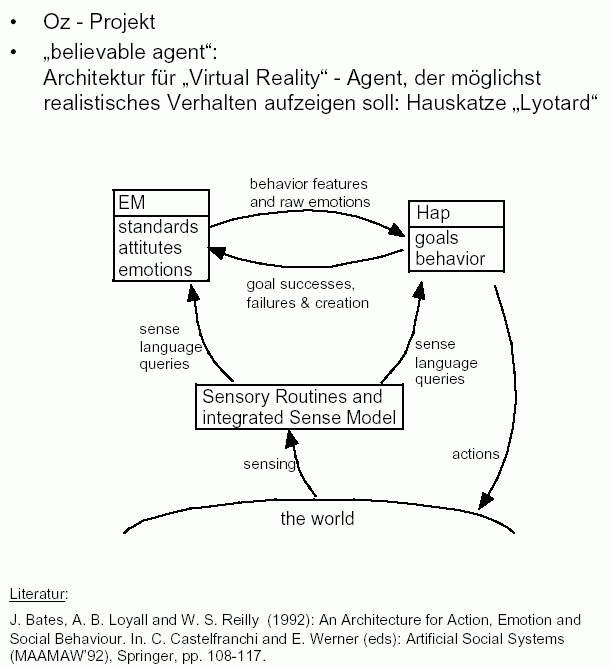 • Oz - Projekt
• „believable agent“:
Architektur für „Virtual Reality“ - Agent, der möglichst
realistisches Verhalten aufzeigen soll: Hauskatze „Lyotard“
behavior features
and raw emotions
EM
standards
attitutes
emotions
Hap
goals
behavior
goal successes,
failures & creation
sense
language
queries
sense
language
queries
Sensory Routines and
integrated Sense Model
sensing
actions
the world
Literatur:
J. Bates, A. B. Loyall and W. S. Reilly (1992): An Architecture for Action, Emotion and
Social Behaviour. In. C. Castelfranchi and E. Werner (eds): Artificial Social Systems
(MAAMAW'92), Springer, pp. 108-117.